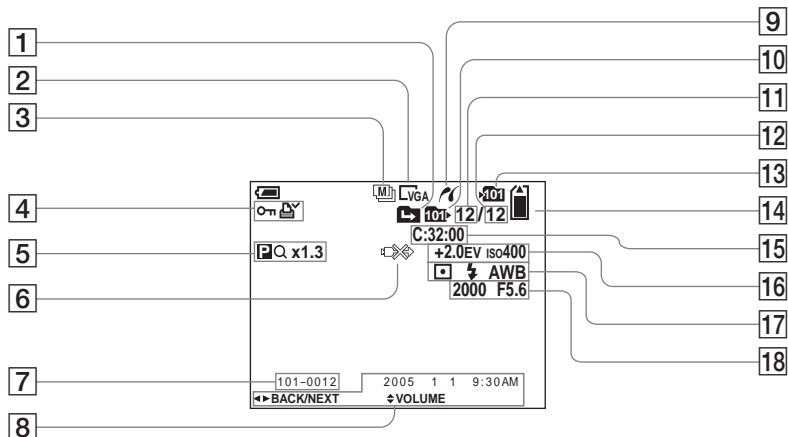 1
2
3
4
5
6
7
8
9
10
11
12
13
14
15
16
17
18
M VGA 101
101 12/12
C:32:00
P x1.3
+2.0EV ISO400
AWB
2000 F5.6
101-0012 2005 1 1 9:30AM
BACK/NEXT VOLUME